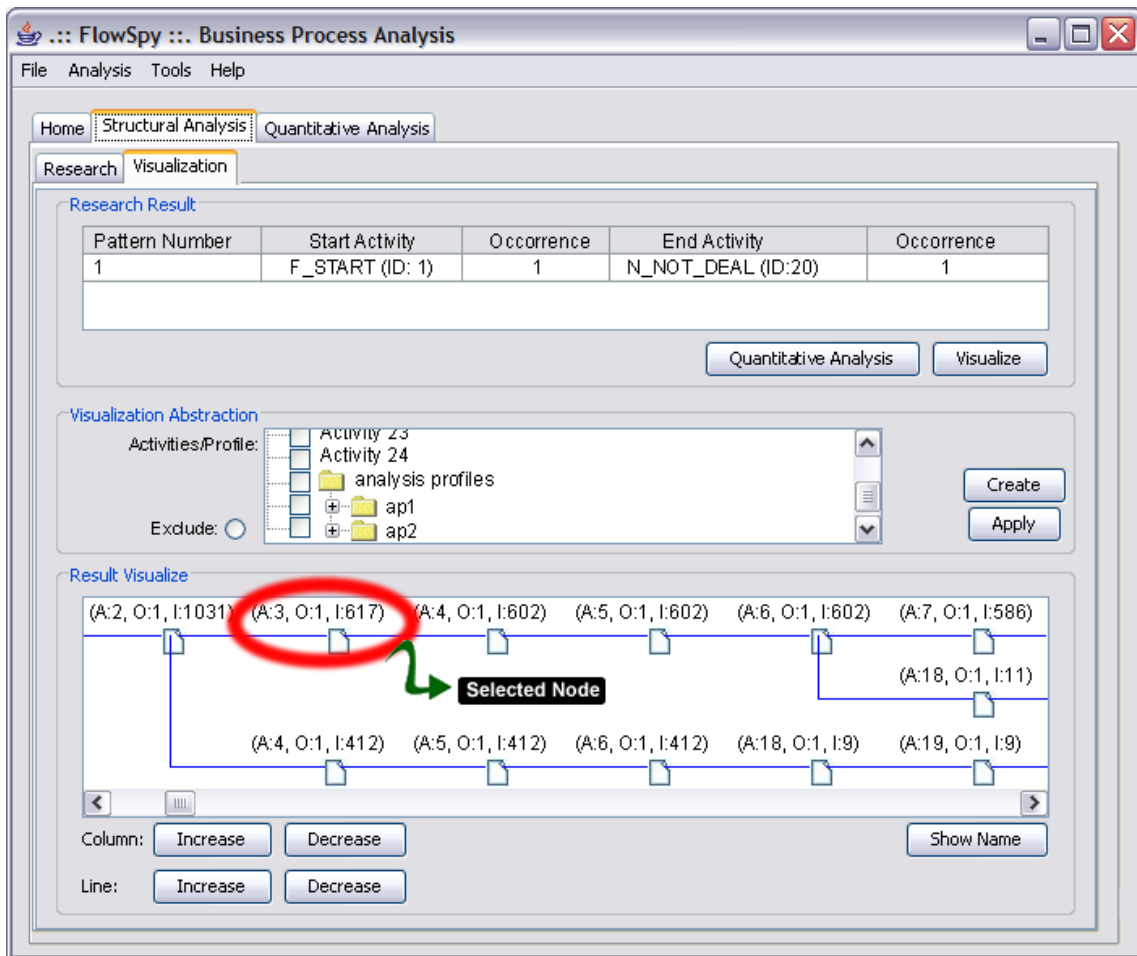 .:: FlowSpy ::. Business Process Analysis
File Analysis Tools Help
Home Structural Analysis Quantitative Analysis
Research Visualization
Research Result
Pattern Number Start Activity Occorrence End Activity Occorrence
1 F_START (ID: 1) 1 N_NOT_DEAL (ID:20) 1
Quantitative Analysis Visualize
Visualization Abstraction
Activities/Profile:
Activity 23
Activity 24
analysis profiles
ap1
ap2
Exclude:
Create
Apply
Result Visualize
(A:2, O:1, I:1031) (A:3, O:1, I:617) (A:4, O:1, I:602) (A:5, O:1, I:602) (A:6, O:1, I:602) (A:7, O:1, I:586)
(A:18, O:1, I:11)
Selected Node
(A:4, O:1, I:412) (A:5, O:1, I:412) (A:6, O:1, I:412) (A:18, O:1, I:9) (A:19, O:1, I:9)
Column: Increase Decrease Show Name
Line: Increase Decrease